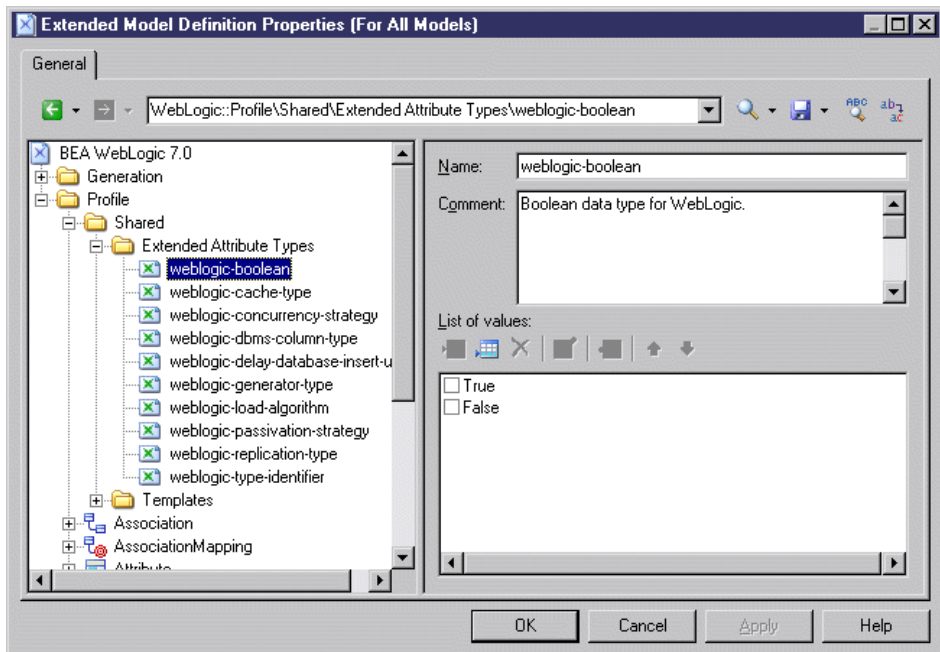 Extended Model Definition Properties (For All Models)
General
WebLogic::Profile\Shared\Extended Attribute Types\weblogic-boolean
ABC
ab
ac
BEA WebLogic 7.0
Generation
Profile
Shared
Extended Attribute Types
weblogic-boolean
weblogic-cache-type
weblogic-concurrency-strategy
weblogic-dbms-column-type
weblogic-delay-database-insert-u
weblogic-generator-type
weblogic-load-algorithm
weblogic-passivation-strategy
weblogic-replication-type
weblogic-type-identifier
Templates
Association
AssociationMapping
Attribute
Name: weblogic-boolean
Comment: Boolean data type for WebLogic.
List of values:
True
False
OK Cancel Apply Help